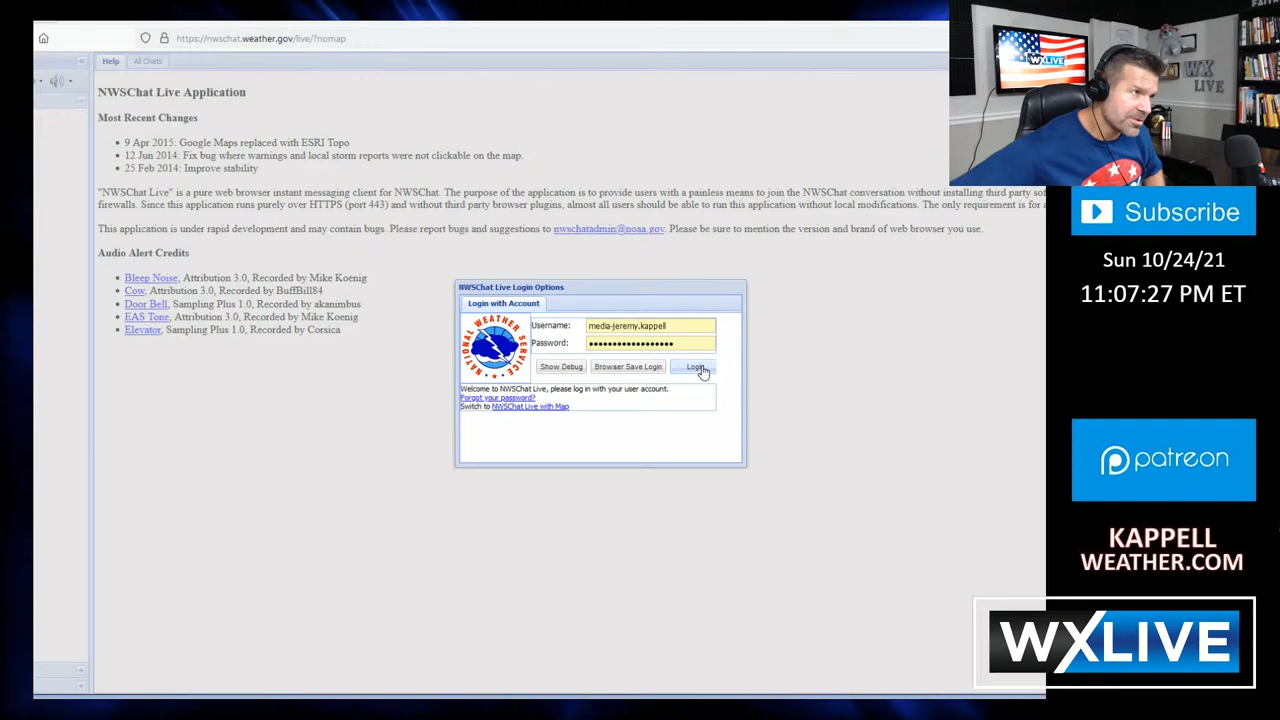 https://nwschat.weather.gov/live/?nomap
Help
All Chats
NWSChat Live Application
Most Recent Changes
9 Apr 2015: Google Maps replaced with ESRI Topo
12 Jun 2014: Fix bug where warnings and local storm reports were not clickable on the map.
25 Feb 2014: Improve stability
"NWSChat Live" is a pure web browser instant messaging client for NWSChat. The purpose of the application is to provide users with a painless means to join the NWSChat conversation without installing third party
firewalls. Since this application runs purely over HTTPS (port 443) and without third party browser plugins, almost all users should be able to run this application without local modifications. The only requirement is for a
This application is under rapid development and may contain bugs. Please report bugs and suggestions to nwschatadmin@noaa.gov. Please be sure to mention the version and brand of web browser you use.
Audio Alert Credits
Bleep Noise, Attribution 3.0, Recorded by Mike Koenig
Cow, Attribution 3.0, Recorded by BuffBill84
Door Bell, Sampling Plus 1.0, Recorded by akanimbus
EAS Tone, Attribution 3.0, Recorded by Mike Koenig
Elevator, Sampling Plus 1.0, Recorded by Corsica
NWSChat Live Login Options
Login with Account
NATIONAL WEATHER SERVICE
Username: media-jeremy.kappell
Password:
Show Debug
Browser Save Login
Login
Welcome to NWSChat Live, please log in with your user account.
Forgot your password?
Switch to NWSChat Live with Map
WXLIVE
WX
LIVE
Subscribe
Sun 10/24/21
11:07:27 PM ET
patreon
KAPPELL
WEATHER.COM
WXLIVE